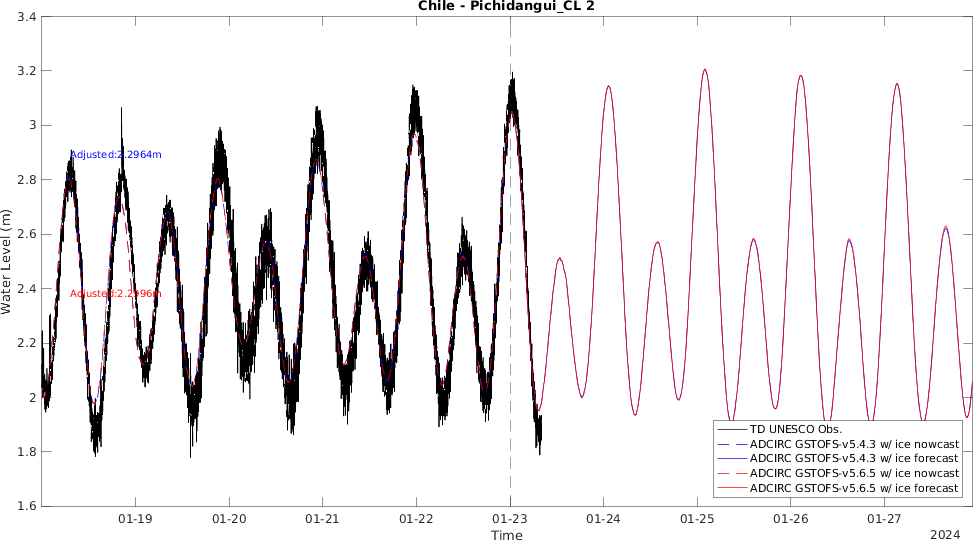 Chile - Pichidangui_CL 2
3.4
3.2
3
2.8
2.6
2.4
2.2
2
1.8
1.6
Water Level (m)
Adjusted:2.2964m
Adjusted:2.2996m
TD UNESCO Obs.
ADCIRC GSTOFS-v5.4.3 w/ ice nowcast
ADCIRC GSTOFS-v5.4.3 w/ ice forecast
ADCIRC GSTOFS-v5.6.5 w/ ice nowcast
ADCIRC GSTOFS-v5.6.5 w/ ice forecast
01-19 01-20 01-21 01-22 01-23 01-24 01-25 01-26 01-27
Time
2024